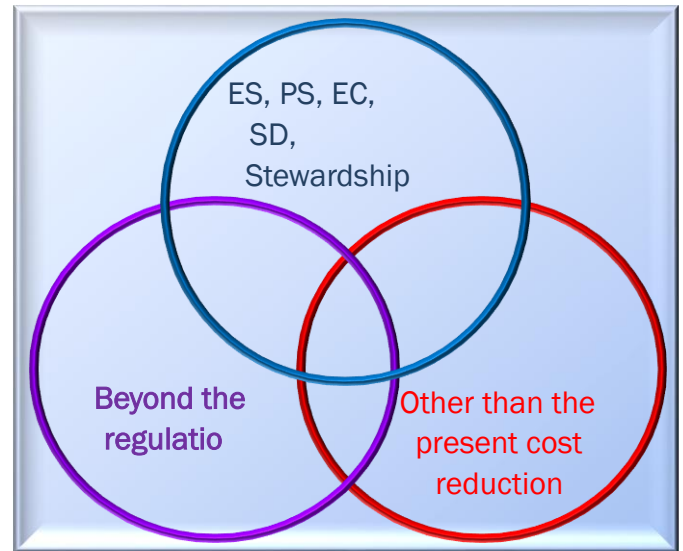 ES, PS, EC,
SD,
Stewardship
Beyond the
regulatio
Other than the
present cost
reduction